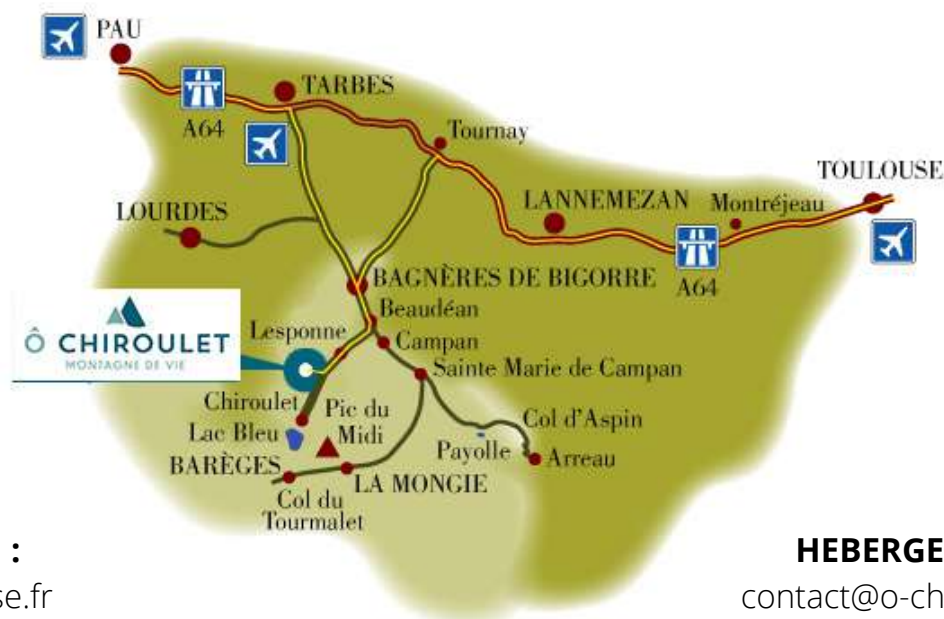 PAU
TARBES
A64
Tournay
TOULOUSE
LOURDES
LANNEMEZAN
Montréjeau
BAGNÈRES DE BIGORRE
A64
Beaudéan
Ô CHIROULET
MONTAGNE DE VIE
Lesponne
Campan
Sainte Marie de Campan
Chiroulet
Pic du
Midi
Lac Bleu
Col d'Aspin
Payolle
Arreau
BARÈGES
LA MONGIE
Col du
Tourmalet
:
HEBERGE
se.fr
contact@o-ch